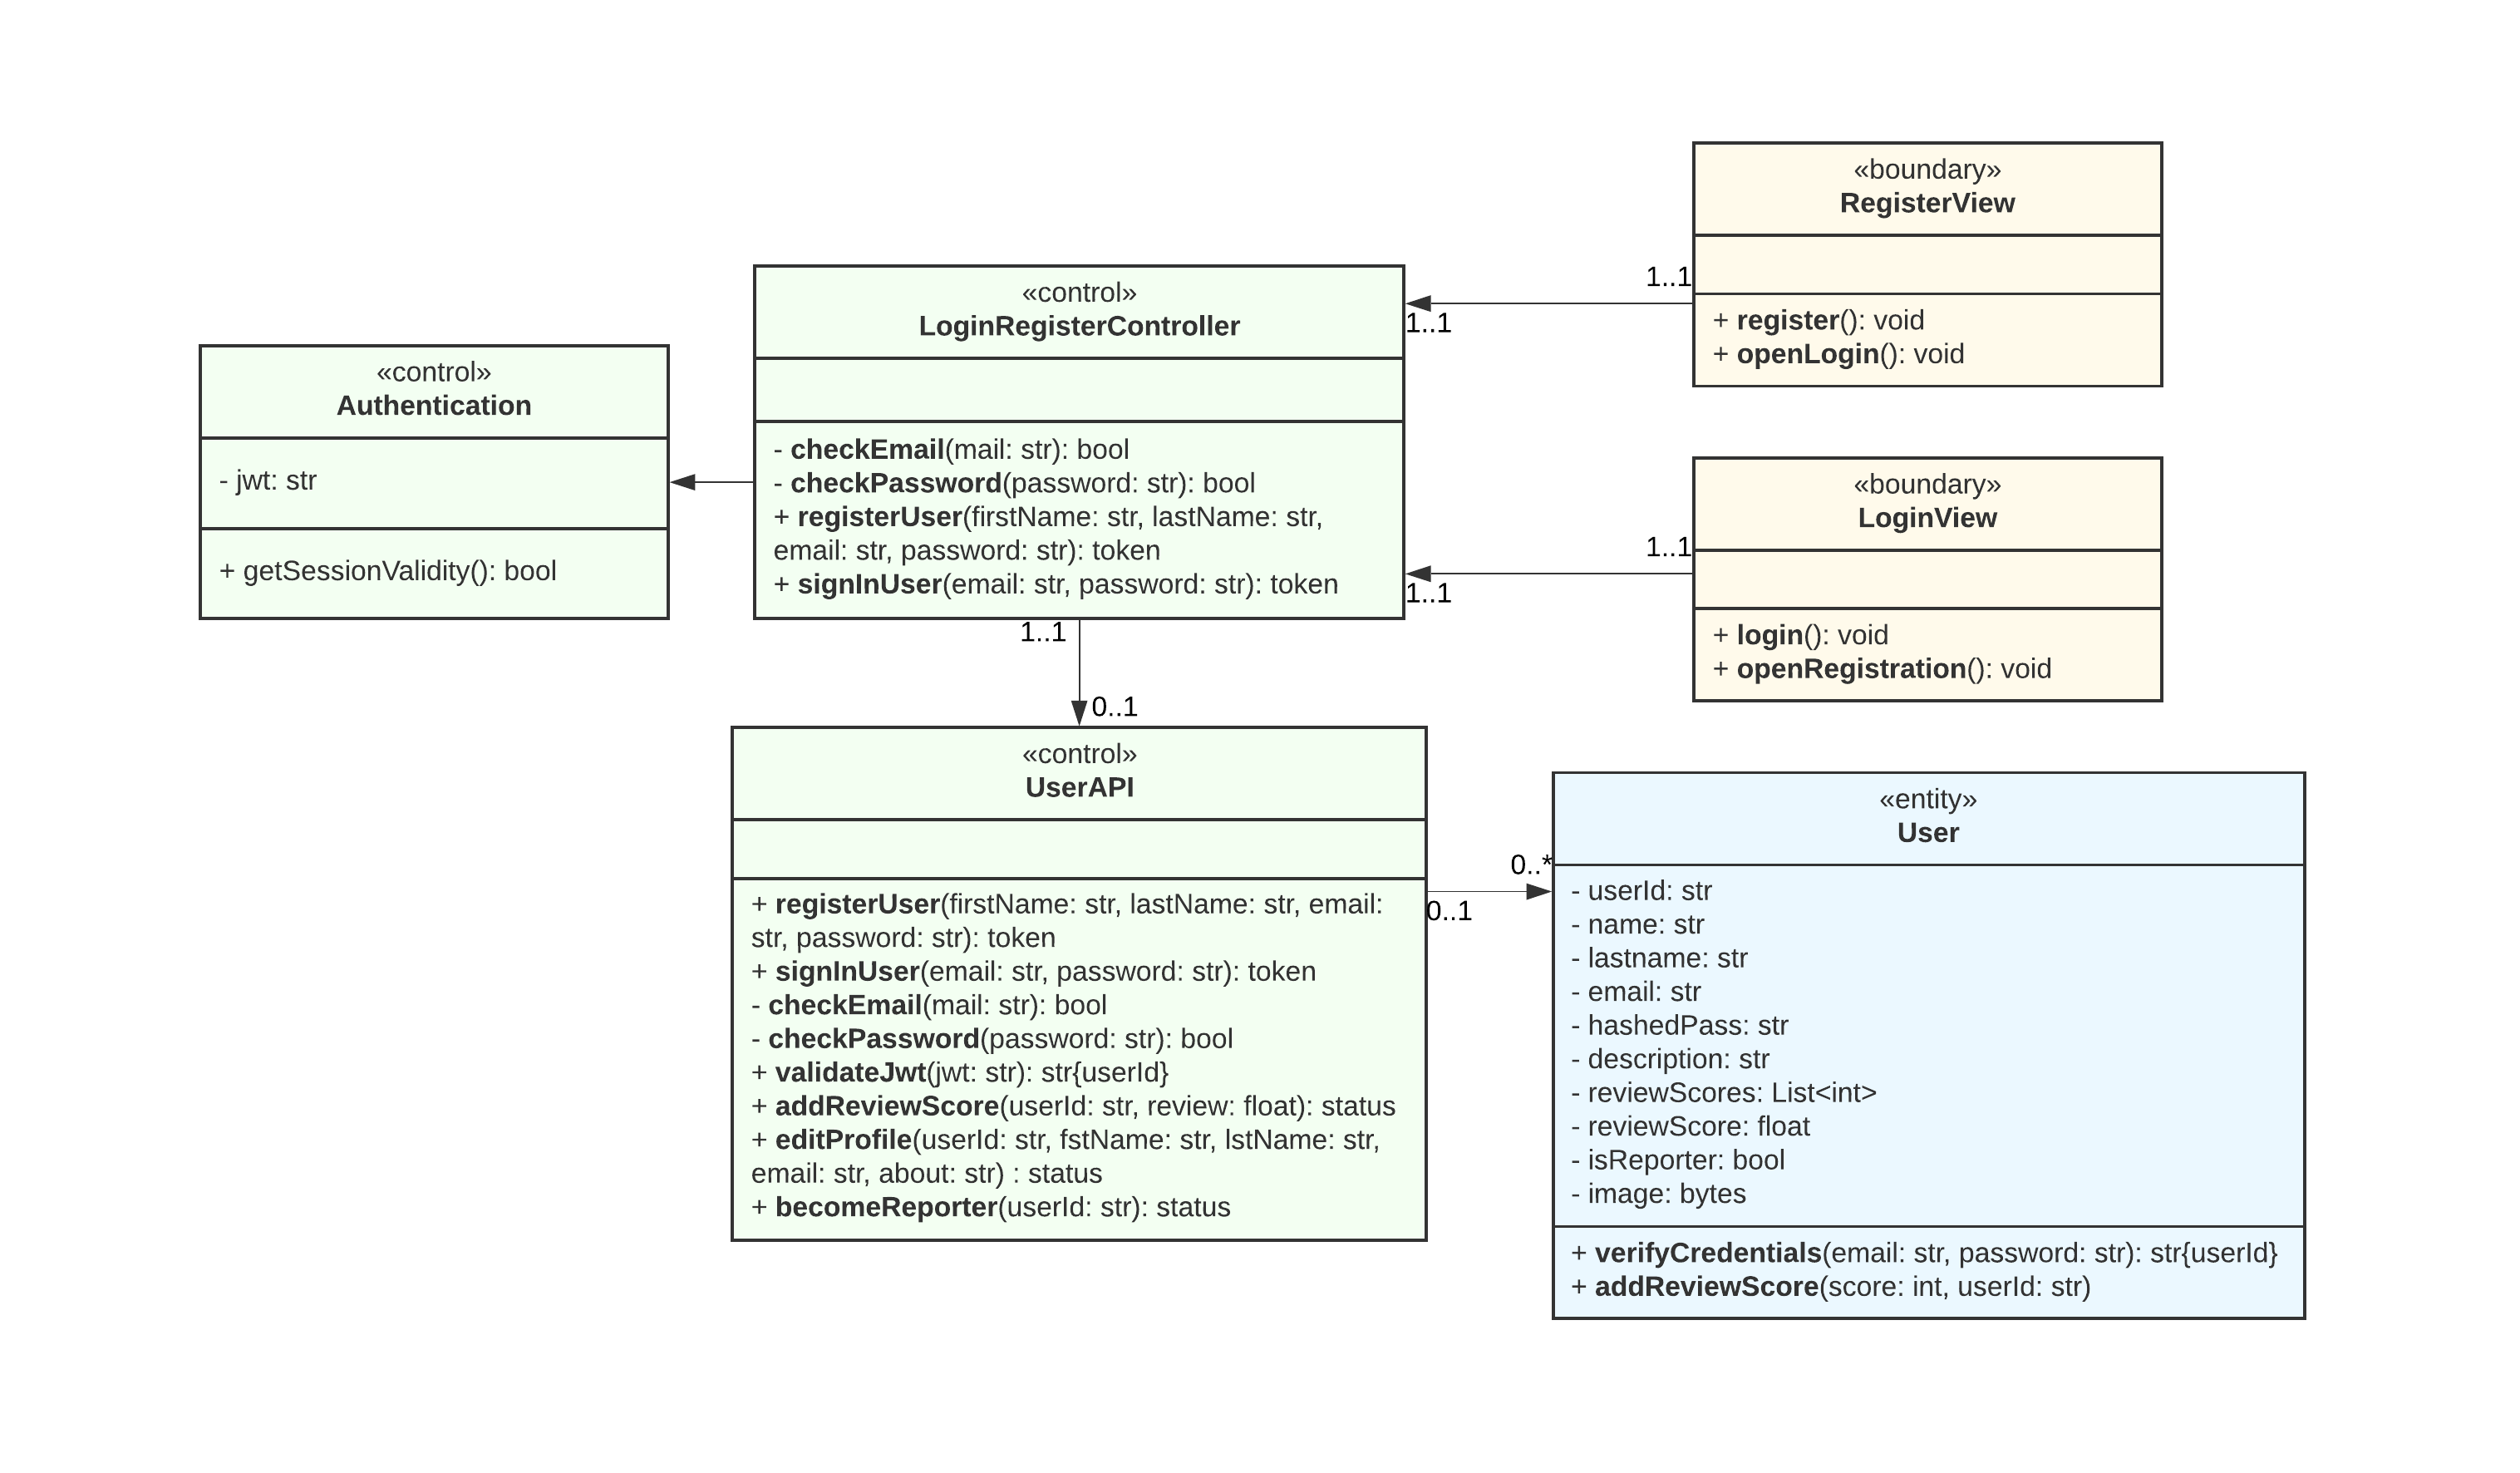 «boundary»
RegisterView
1..1
1..1
+ register(): void
+ openLogin(): void
«control»
LoginRegisterController
- checkEmail(mail: str): bool
- checkPassword(password: str): bool
+ registerUser(firstName: str, lastName: str,
email: str, password: str): token
+ signInUser(email: str, password: str): token
«control»
Authentication
- jwt: str
+ getSessionValidity(): bool
«boundary»
LoginView
1..1
1..1
+ login(): void
+ openRegistration(): void
1..1
0..1
«control»
UserAPI
+ registerUser(firstName: str, lastName: str, email:
str, password: str): token
+ signInUser(email: str, password: str): token
- checkEmail(mail: str): bool
- checkPassword(password: str): bool
+ validateJwt(jwt: str): str{userId}
+ addReviewScore(userId: str, review: float): status
+ editProfile(userId: str, fstName: str, lstName: str,
email: str, about: str) : status
+ becomeReporter(userId: str): status
0..*
0..1
«entity»
User
- userId: str
- name: str
- lastname: str
- email: str
- hashedPass: str
- description: str
- reviewScores: List<int>
- reviewScore: float
- isReporter: bool
- image: bytes
+ verifyCredentials(email: str, password: str): str{userId}
+ addReviewScore(score: int, userId: str)